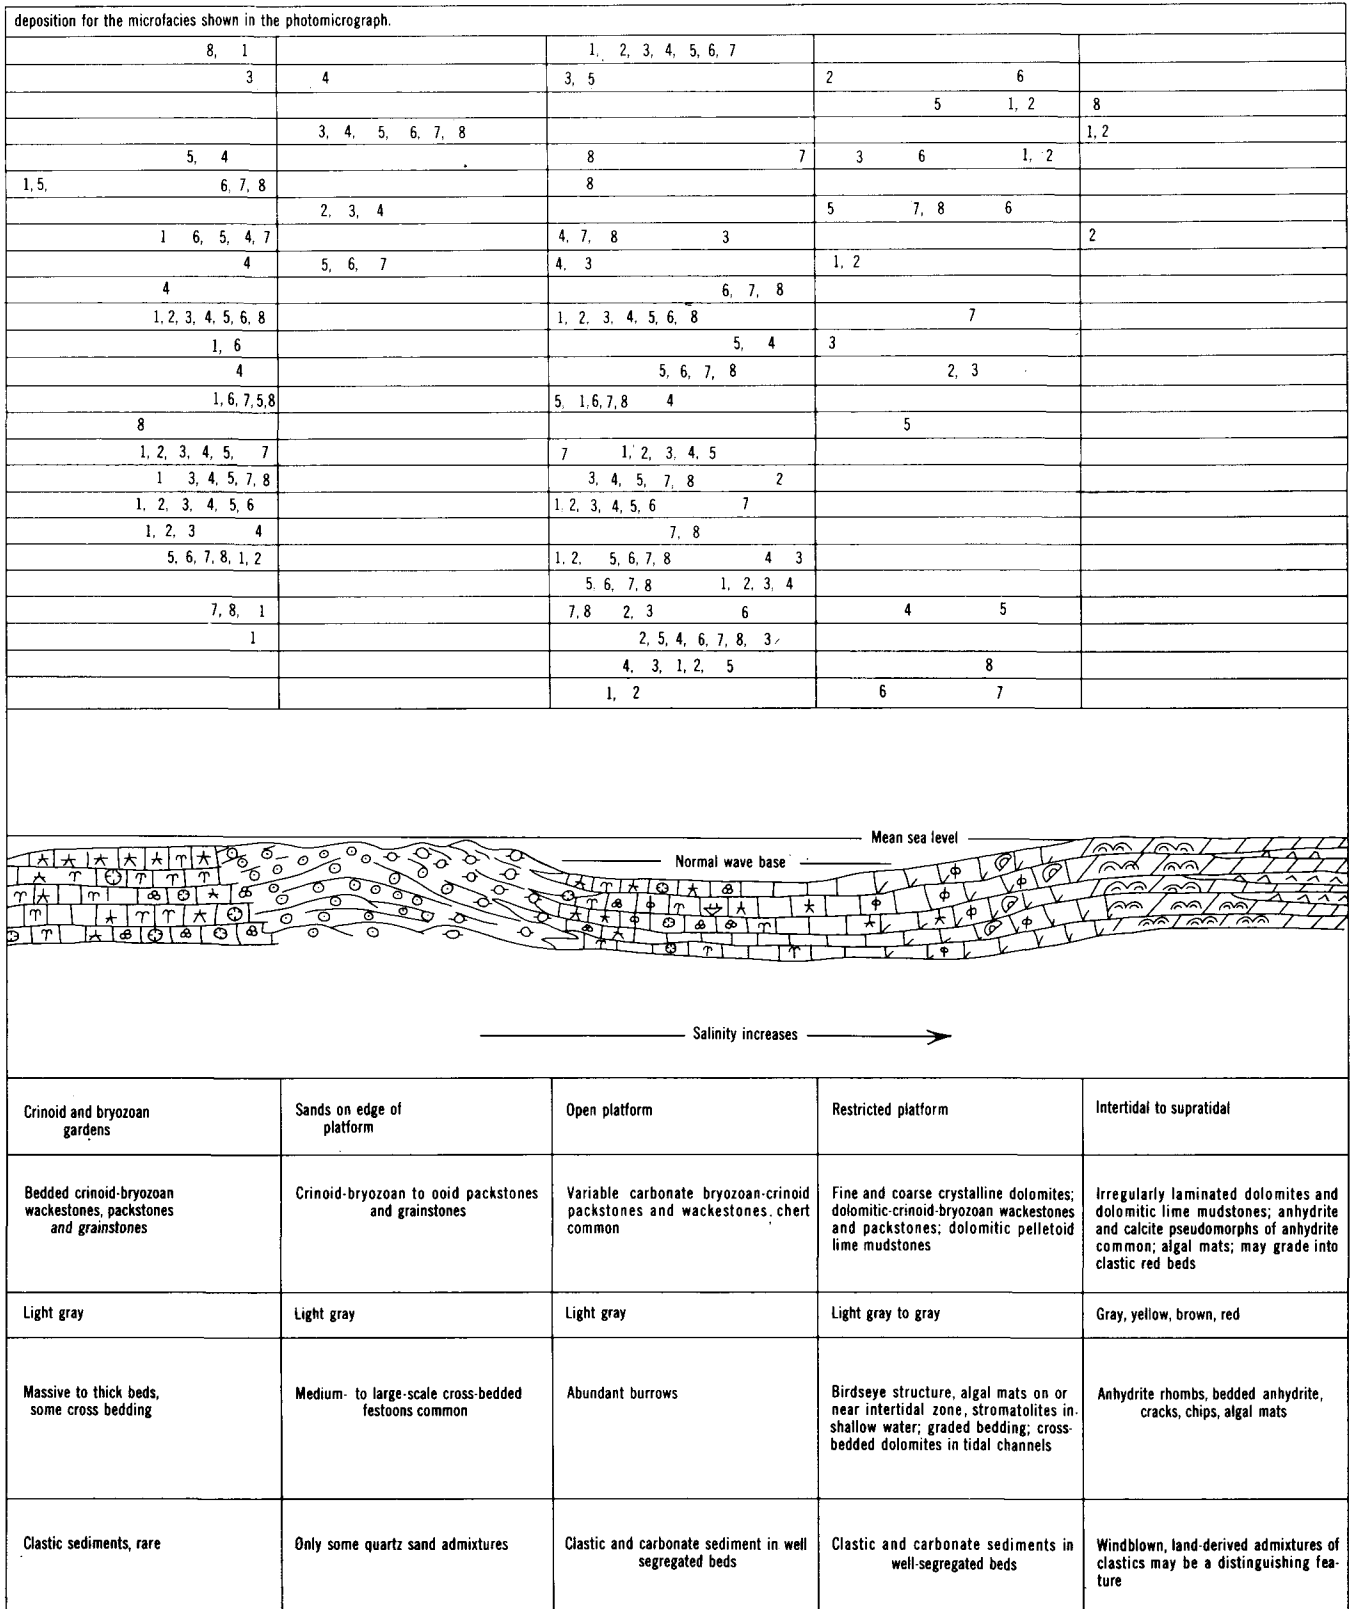 deposition for the microfacies shown in the photomicrograph.
8, 1 1, 2, 3, 4, 5, 6, 7
3 4 3, 5 2 6
5 1, 2 8
3, 4, 5, 6, 7, 8 1, 2
5, 4 8 7 3 6 1, 2
1, 5, 6, 7, 8 8
2, 3, 4 5 7, 8 6
1 6, 5, 4, 7 4, 7, 8 3 2
4 5, 6, 7 4, 3 1, 2
4 6, 7, 8
1, 2, 3, 4, 5, 6, 8 1, 2, 3, 4, 5, 6, 8 7
1, 6 5, 4 3
4 5, 6, 7, 8 2, 3
1, 6, 7, 5, 8 5, 1, 6, 7, 8 4
8 5
1, 2, 3, 4, 5, 7 7 1, 2, 3, 4, 5
1 3, 4, 5, 7, 8 3, 4, 5, 7, 8 2
1, 2, 3, 4, 5, 6 1, 2, 3, 4, 5, 6 7
1, 2, 3 4 7, 8
5, 6, 7, 8, 1, 2 1, 2, 5, 6, 7, 8 4 3
5, 6, 7, 8 1, 2, 3, 4
7, 8, 1 7, 8 2, 3 6 4 5
1 2, 5, 4, 6, 7, 8, 3
4, 3, 1, 2, 5 8
1, 2 6 7
Mean sea level
Normal wave base
Salinity increases
Crinoid and bryozoan
gardens
Sands on edge of
platform
Open platform
Restricted platform
Intertidal to supratidal
Bedded crinoid-bryozoan
wackestones, packstones
and grainstones
Crinoid-bryozoan to ooid packstones
and grainstones
Variable carbonate bryozoan-crinoid
packstones and wackestones, chert
common
Fine and coarse crystalline dolomites;
dolomitic-crinoid-bryozoan wackestones
and packstones; dolomitic pelletoid
lime mudstones
Irregularly laminated dolomites and
dolomitic lime mudstones; anhydrite
and calcite pseudomorphs of anhydrite
common; algal mats; may grade into
clastic red beds
Light gray
Light gray
Light gray
Light gray to gray
Gray, yellow, brown, red
Massive to thick beds,
some cross bedding
Medium- to large-scale cross-bedded
festoons common
Abundant burrows
Birdseye structure, algal mats on or
near intertidal zone, stromatolites in
shallow water; graded bedding; cross-
bedded dolomites in tidal channels
Anhydrite rhombs, bedded anhydrite,
cracks, chips, algal mats
Clastic sediments, rare
Only some quartz sand admixtures
Clastic and carbonate sediment in well
segregated beds
Clastic and carbonate sediments in
well-segregated beds
Windblown, land-derived admixtures of
clastics may be a distinguishing fea-
ture